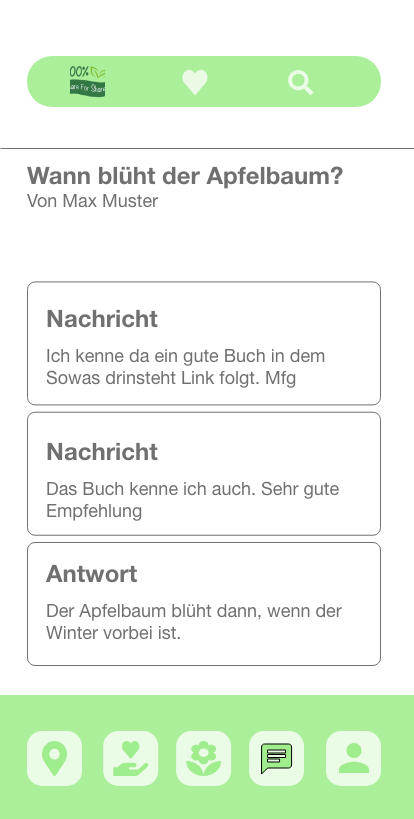 00%
are For Share
Wann blüht der Apfelbaum?
Von Max Muster
Nachricht
Ich kenne da ein gute Buch in dem
Sowas drinsteht Link folgt. Mfg
Nachricht
Das Buch kenne ich auch. Sehr gute
Empfehlung
Antwort
Der Apfelbaum blüht dann, wenn der
Winter vorbei ist.